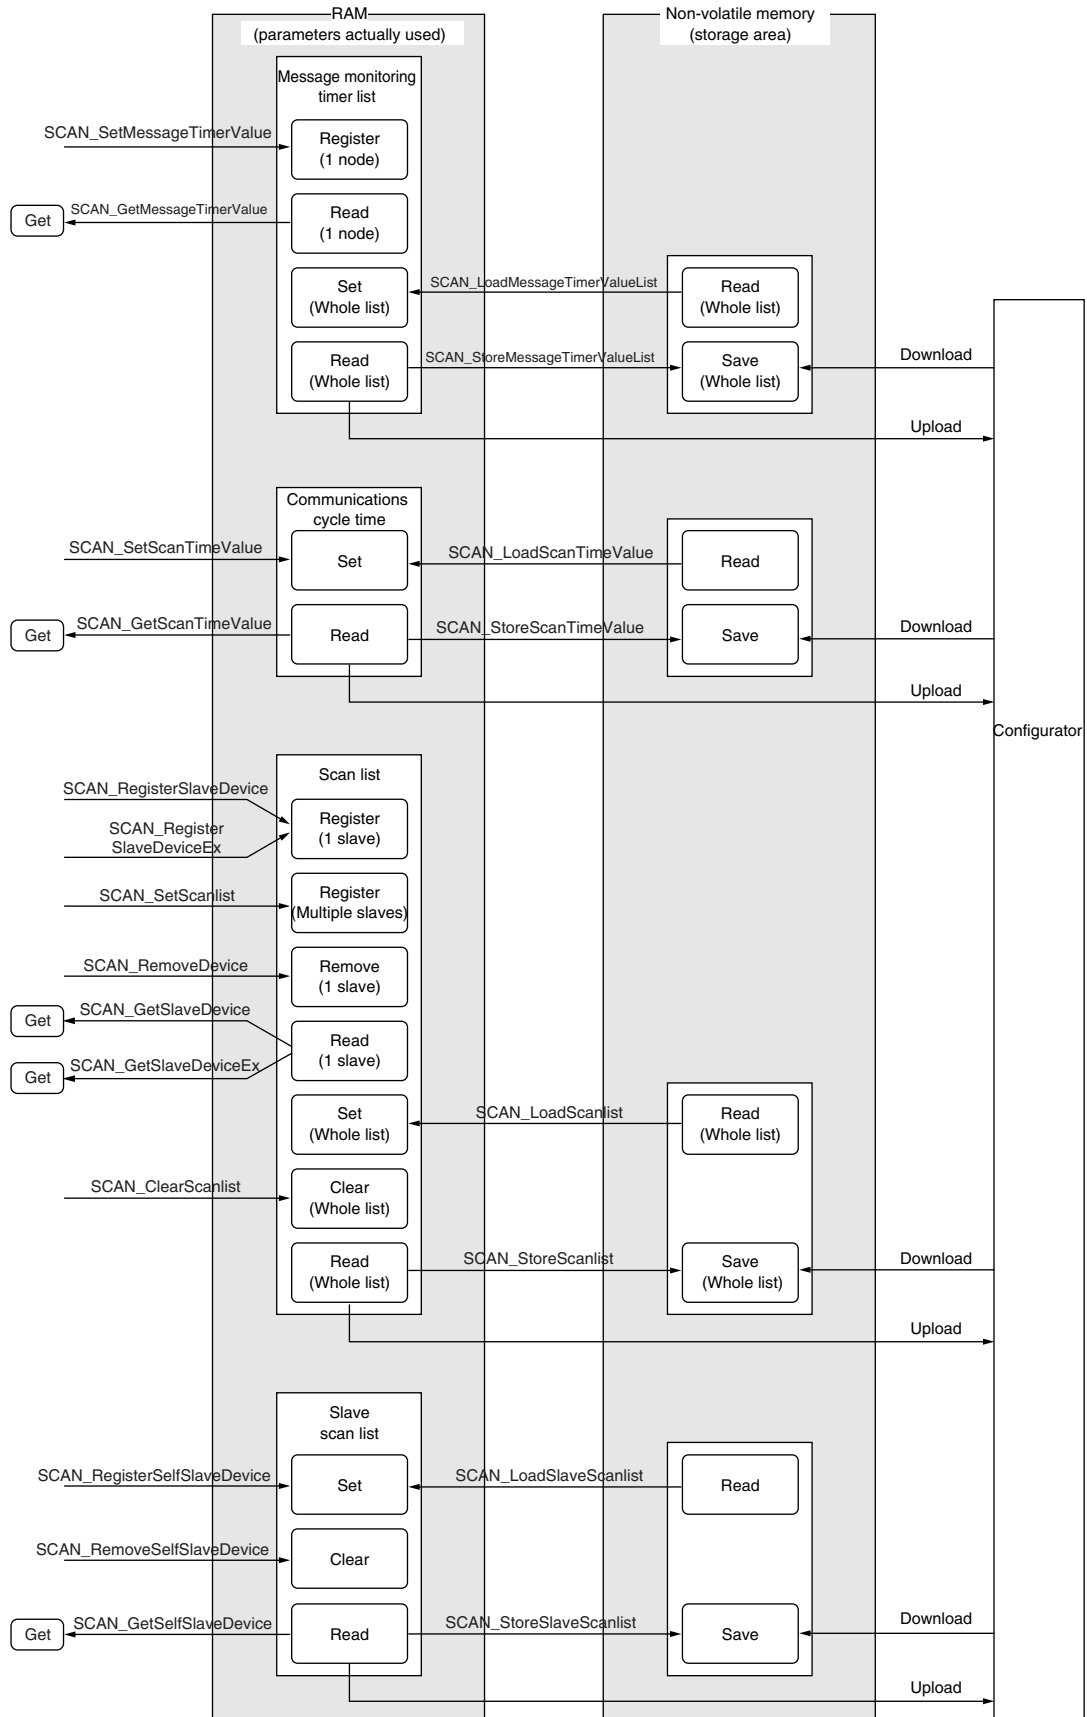 RAM
(parameters actually used)
Non-volatile memory
(storage area)
Message monitoring
timer list
SCAN_SetMessageTimerValue
Register
(1 node)
Get
SCAN_GetMessageTimerValue
Read
(1 node)
Set
(Whole list)
SCAN_LoadMessageTimerValueList
Read
(Whole list)
Read
(Whole list)
SCAN_StoreMessageTimerValueList
Save
(Whole list)
Download
Upload
Communications
cycle time
SCAN_SetScanTimeValue
Set
SCAN_LoadScanTimeValue
Read
Get
SCAN_GetScanTimeValue
Read
SCAN_StoreScanTimeValue
Save
Download
Upload
Configurator
Scan list
SCAN_RegisterSlaveDevice
SCAN_Register
SlaveDeviceEx
Register
(1 slave)
SCAN_SetScanlist
Register
(Multiple slaves)
SCAN_RemoveDevice
Remove
(1 slave)
Get
SCAN_GetSlaveDevice
Get
SCAN_GetSlaveDeviceEx
Read
(1 slave)
Set
(Whole list)
SCAN_LoadScanlist
Read
(Whole list)
SCAN_ClearScanlist
Clear
(Whole list)
Read
(Whole list)
SCAN_StoreScanlist
Save
(Whole list)
Download
Upload
Slave
scan list
SCAN_RegisterSelfSlaveDevice
Set
SCAN_LoadSlaveScanlist
Read
SCAN_RemoveSelfSlaveDevice
Clear
Get
SCAN_GetSelfSlaveDevice
Read
SCAN_StoreSlaveScanlist
Save
Download
Upload